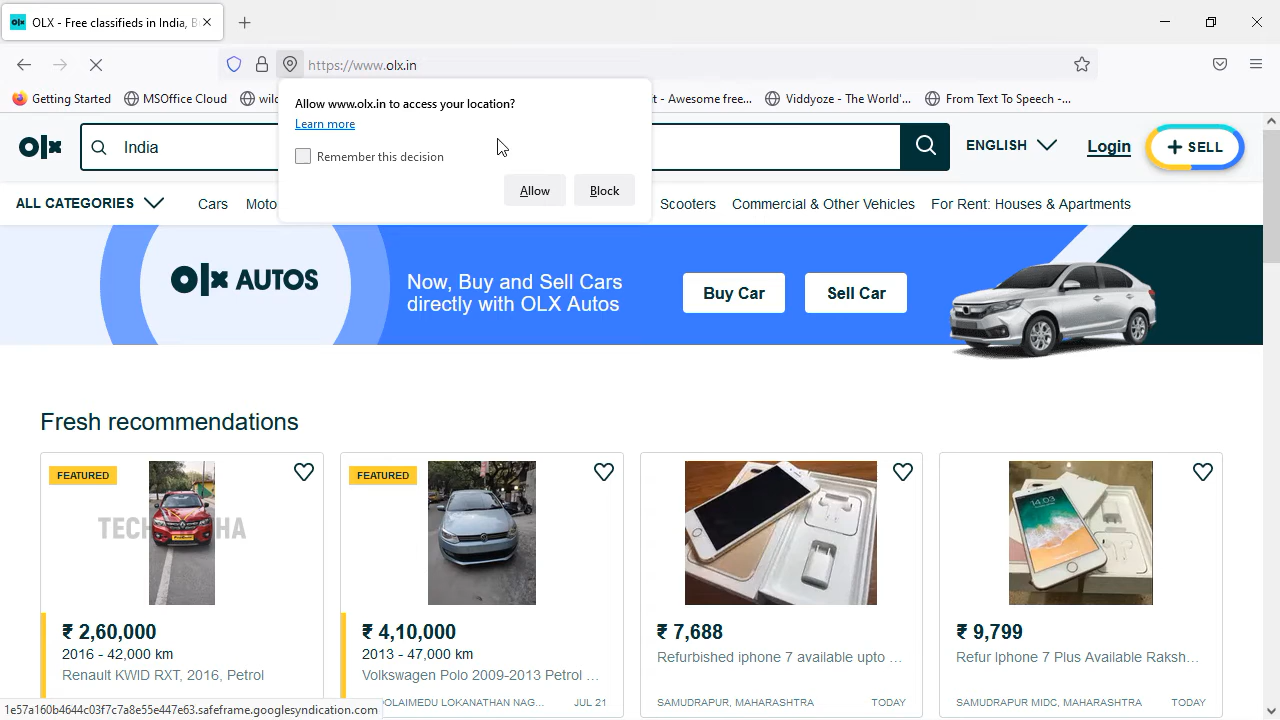 OLX - Free classifieds in India, B
https://www.olx.in
Getting Started
MSOffice Cloud
wild
t - Awesome free...
Viddyoze - The World'...
From Text To Speech -...
Allow www.olx.in to access your location?
Learn more
Remember this decision
Allow
Block
olx
India
ENGLISH
Login
+ SELL
ALL CATEGORIES
Cars
Moto
Scooters
Commercial & Other Vehicles
For Rent: Houses & Apartments
olx AUTOS
Now, Buy and Sell Cars
directly with OLX Autos
Buy Car
Sell Car
Fresh recommendations
FEATURED
₹ 2,60,000
2016 - 42,000 km
Renault KWID RXT, 2016, Petrol
FEATURED
₹ 4,10,000
2013 - 47,000 km
Volkswagen Polo 2009-2013 Petrol ...
OLAIMEDU LOKANATHAN NAG...
JUL 21
₹ 7,688
Refurbished iphone 7 available upto ...
SAMUDRAPUR, MAHARASHTRA
TODAY
14:03
₹ 9,799
Refur Iphone 7 Plus Available Raksh...
SAMUDRAPUR MIDC, MAHARASHTRA
TODAY
1e57a160b4644c03f7c7a8e55e447e63.safeframe.googlesyndication.com